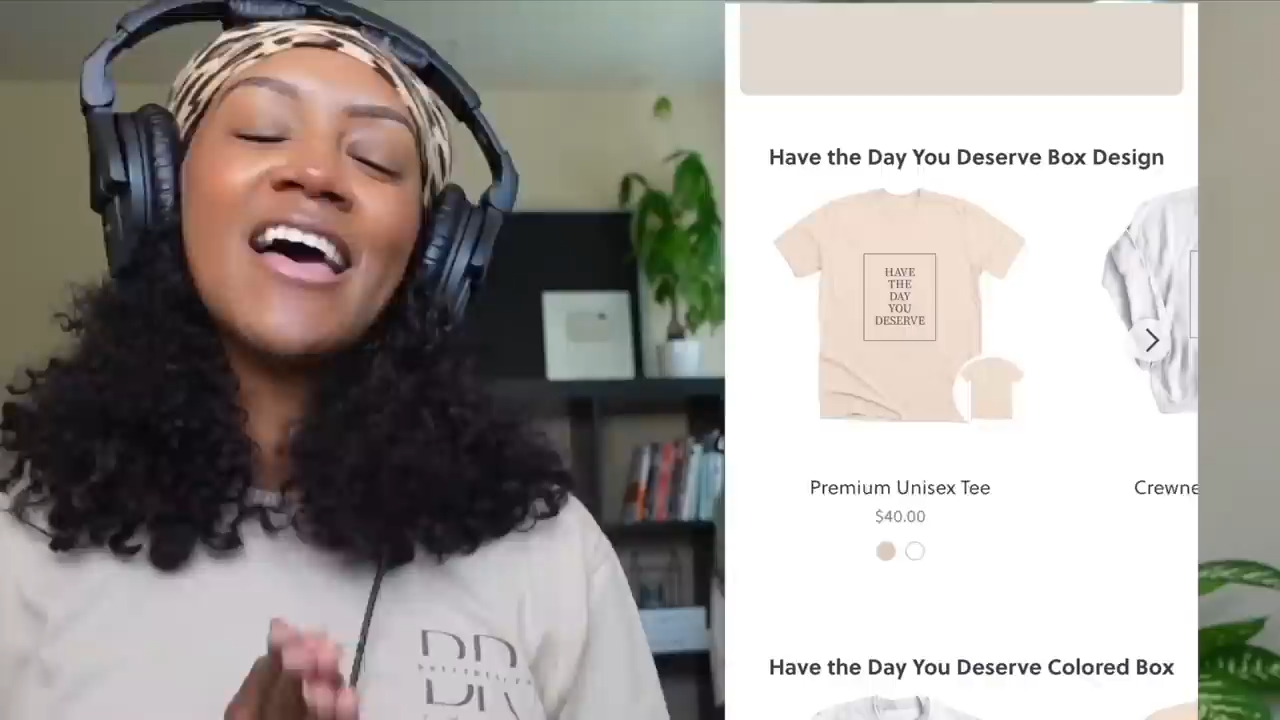 Have the Day You Deserve Box Design
HAVE
THE
DAY
YOU
DESERVE
Premium Unisex Tee
Crewne
$40.00
Have the Day You Deserve Colored Box